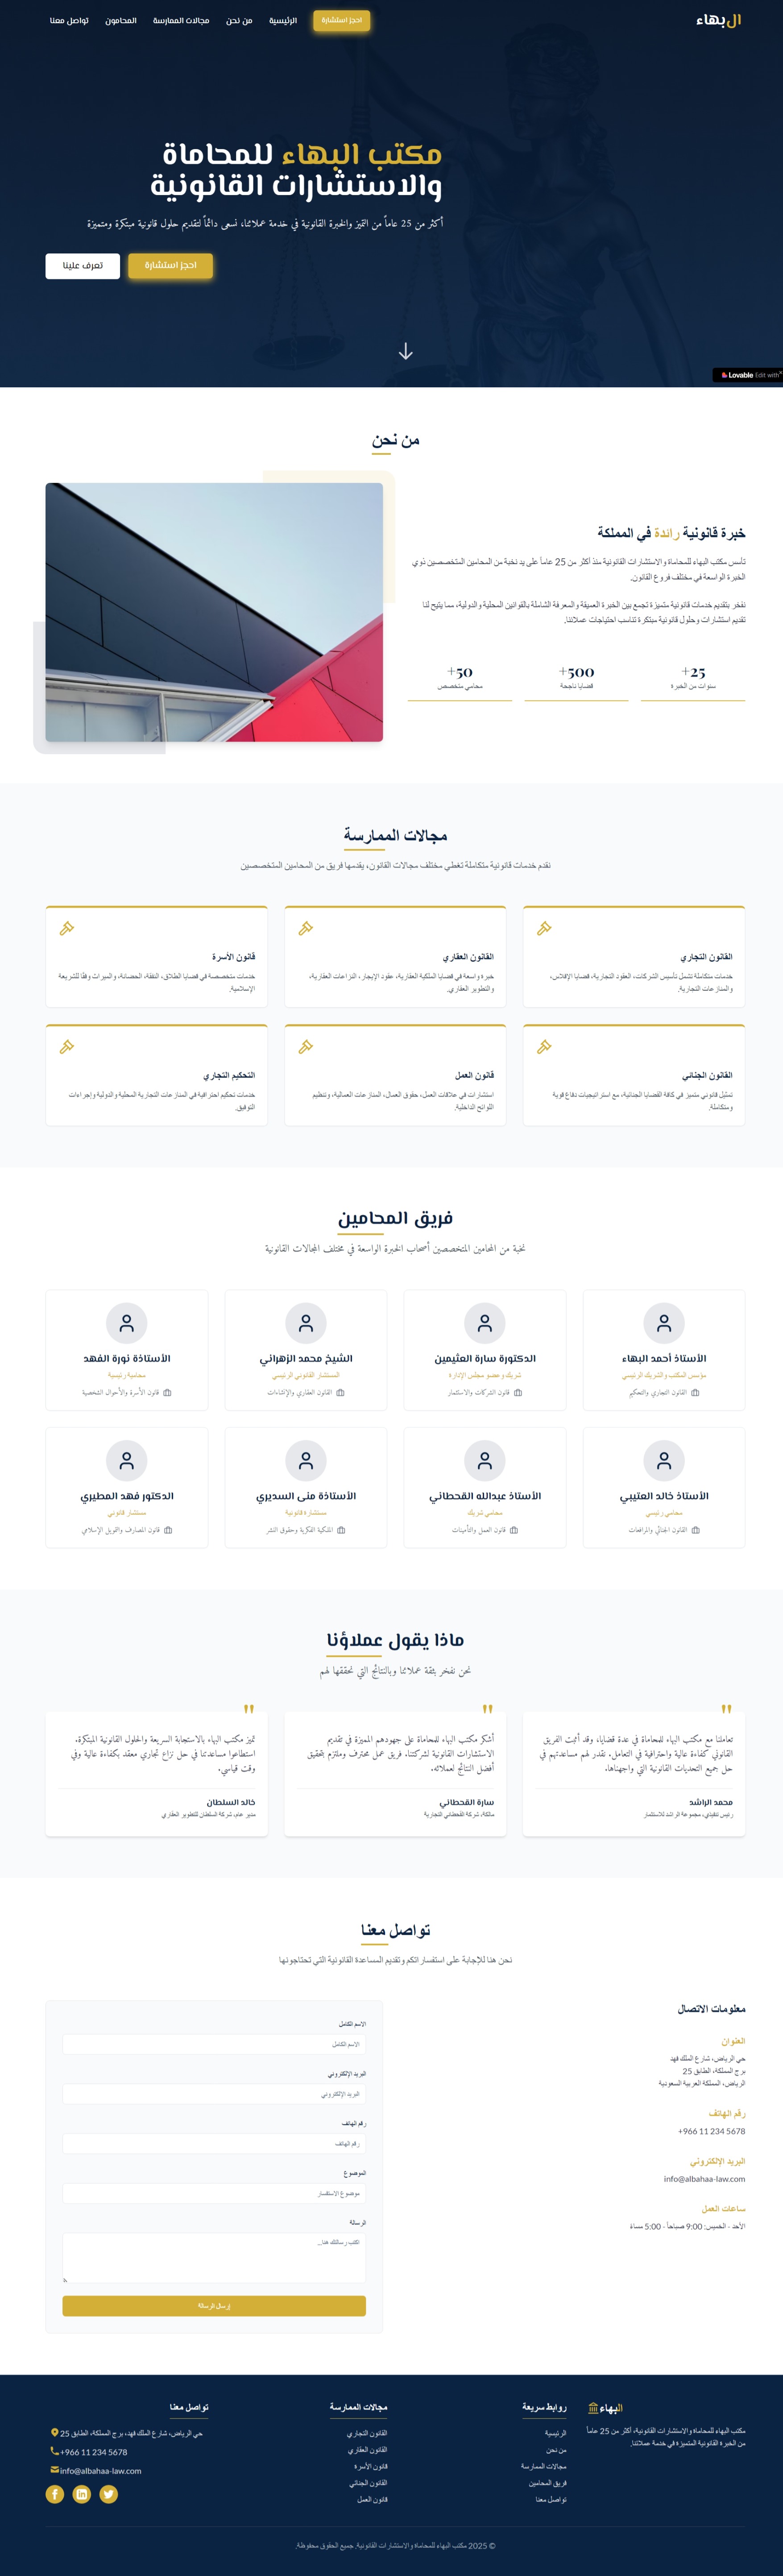 البهاء
احجز استشارة
الرئيسية
من نحن
مجالات الممارسة
المحامون
تواصل معنا
مكتب البهاء للمحاماة
والاستشارات القانونية
أكثر من 25 عاماً من التميز والخبرة القانونية في خدمة عملائنا، نسعى دائماً لتقديم حلول قانونية مبتكرة ومتميزة
احجز استشارة
تعرف علينا
Edit with Lovable
من نحن
خبرة قانونية رائدة في المملكة
تأسس مكتب البهاء للمحاماة والاستشارات القانونية منذ أكثر من 25 عاماً على يد نخبة من المحامين المتخصصين ذوي
الخبرة الواسعة في مختلف فروع القانون.
نفخر بتقديم خدمات قانونية متميزة تجمع بين الخبرة العميقة والمعرفة الشاملة بالقوانين المحلية والدولية، مما يتيح لنا
تقديم استشارات وحلول قانونية مبتكرة تناسب احتياجات عملائنا.
+25
سنوات من الخبرة
+500
قضايا ناجحة
+50
محامي متخصص
مجالات الممارسة
نقدم خدمات قانونية متكاملة تغطي مختلف مجالات القانون، يقدمها فريق من المحامين المتخصصين
القانون التجاري
خدمات متكاملة تشمل تأسيس الشركات، العقود التجارية، قضايا الإفلاس،
والمنازعات التجارية.
القانون العقاري
خبرة واسعة في قضايا الملكية العقارية، عقود الإيجار، النزاعات العقارية،
والتطوير العقاري.
قانون الأسرة
خدمات متخصصة في قضايا الطلاق، النفقة، الحضانة، والميراث وفقًا للشريعة
الإسلامية.
القانون الجنائي
تمثيل قانوني متميز في كافة القضايا الجنائية، مع استراتيجيات دفاع قوية
ومتكاملة.
قانون العمل
استشارات في علاقات العمل، حقوق العمال، المنازعات العمالية، وتنظيم
اللوائح الداخلية.
التحكيم التجاري
خدمات تحكيم احترافية في المنازعات التجارية المحلية والدولية وإجراءات
التوفيق.
فريق المحامين
نخبة من المحامين المتخصصين أصحاب الخبرة الواسعة في مختلف المجالات القانونية
الأستاذ أحمد البهاء
مؤسس المكتب والشريك الرئيسي
القانون التجاري والتحكيم
الدكتورة سارة العثيمين
شريك وعضو مجلس الإدارة
قانون الشركات والاستثمار
الشيخ محمد الزهراني
المستشار القانوني الرئيسي
القانون العقاري والإنشاءات
الأستاذة نورة الفهد
محامية رئيسية
قانون الأسرة والأحوال الشخصية
الأستاذ خالد العتيبي
محامي رئيسي
القانون الجنائي والمرافعات
الأستاذ عبدالله القحطاني
محامي شريك
قانون العمل والتأمينات
الأستاذة منى السديري
مستشارة قانونية
الملكية الفكرية وحقوق النشر
الدكتور فهد المطيري
مستشار قانوني
قانون المصارف والتمويل الإسلامي
ماذا يقول عملاؤنا
نحن نفخر بثقة عملائنا وبالنتائج التي نحققها لهم
"
تعاملنا مع مكتب البهاء للمحاماة في عدة قضايا، وقد أثبت الفريق
القانوني كفاءة عالية واحترافية في التعامل. نقدر لهم مساعدتهم في
حل جميع التحديات القانونية التي واجهناها.
محمد الراشد
رئيس تنفيذي، مجموعة الراشد للاستثمار
"
أشكر مكتب البهاء للمحاماة على جهودهم المميزة في تقديم
الاستشارات القانونية لشركتنا. فريق عمل محترف وملتزم بتحقيق
أفضل النتائج لعملائه.
سارة القحطاني
مالكة، شركة القحطاني التجارية
"
تميز مكتب البهاء بالاستجابة السريعة والحلول القانونية المبتكرة.
استطاعوا مساعدتنا في حل نزاع تجاري معقد بكفاءة عالية وفي
وقت قياسي.
خالد السلطان
مدير عام، شركة السلطان للتطوير العقاري
تواصل معنا
نحن هنا للإجابة على استفساراتكم وتقديم المساعدة القانونية التي تحتاجونها
معلومات الاتصال
العنوان
حي الرياض، شارع الملك فهد
برج المملكة، الطابق 25
الرياض، المملكة العربية السعودية
رقم الهاتف
+966 11 234 5678
البريد الإلكتروني
info@albahaa-law.com
ساعات العمل
الأحد - الخميس: 9:00 صباحاً - 5:00 مساءً
الاسم الكامل
الاسم الكامل
البريد الإلكتروني
البريد الإلكتروني
رقم الهاتف
رقم الهاتف
الموضوع
موضوع الاستفسار
الرسالة
اكتب رسالتك هنا...
إرسال الرسالة
البهاء
مكتب البهاء للمحاماة والاستشارات القانونية، أكثر من 25 عاماً
من الخبرة القانونية المتميزة في خدمة عملائنا.
روابط سريعة
الرئيسية
من نحن
مجالات الممارسة
فريق المحامين
تواصل معنا
مجالات الممارسة
القانون التجاري
القانون العقاري
قانون الأسرة
القانون الجنائي
قانون العمل
تواصل معنا
حي الرياض، شارع الملك فهد، برج المملكة، الطابق 25
+966 11 234 5678
info@albahaa-law.com
© 2025 مكتب البهاء للمحاماة والاستشارات القانونية. جميع الحقوق محفوظة.